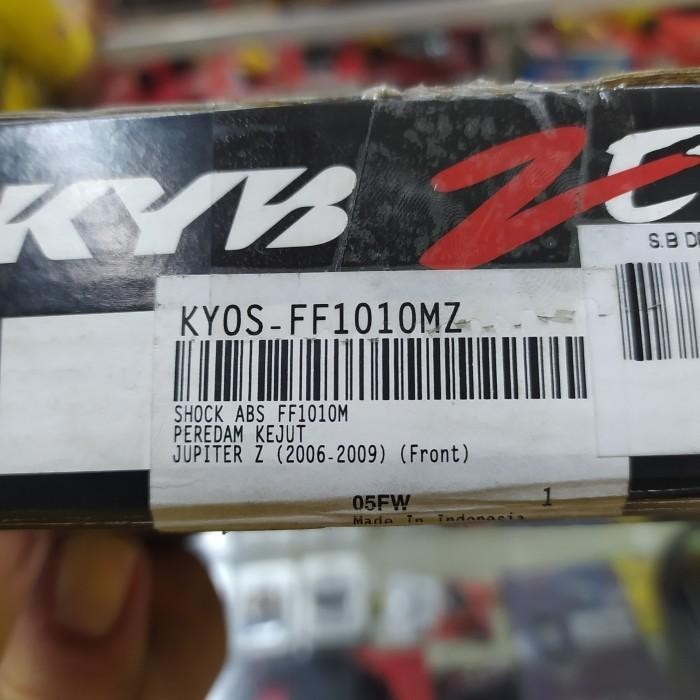 KYB
S.B
KYOS-FF1010MZ
SHOCK ABS FF1010M
PEREDAM KEJUT
JUPITER Z (2006-2009) (Front)
05FW 1
Made In Indonesia